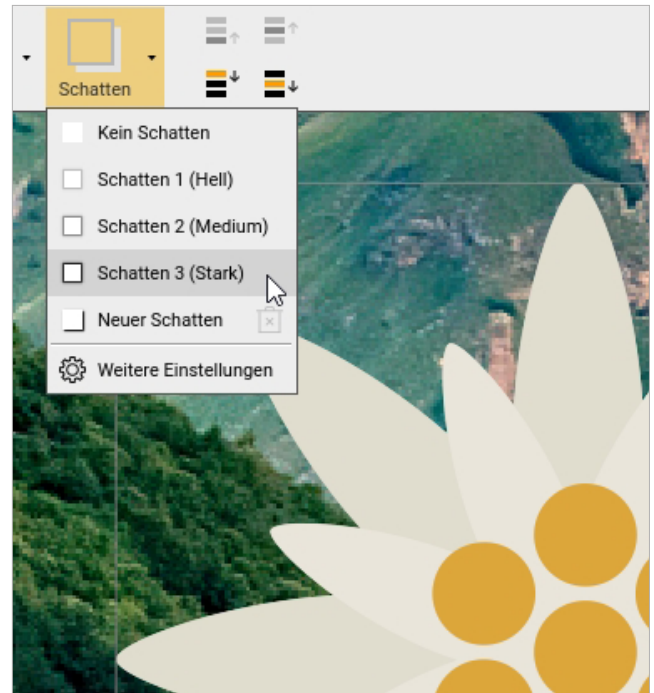 Schatten
Kein Schatten
Schatten 1 (Hell)
Schatten 2 (Medium)
Schatten 3 (Stark)
Neuer Schatten
Weitere Einstellungen